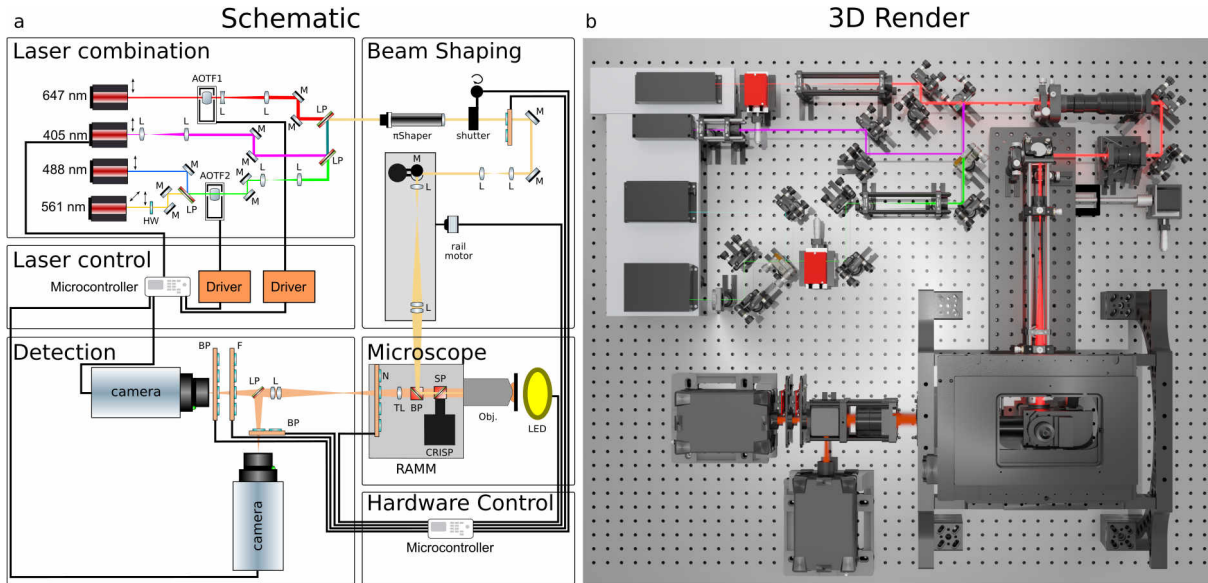 a
Schematic
b
3D Render
Laser combination
647 nm
AOTF1
L
L
M
M
LP
405 nm
L
L
M
M
LP
488 nm
M
AOTF2
M
L
L
M
561 nm
HW
M
M
LP
M
Beam Shaping
πShaper
shutter
L
M
M
L
L
M
L
rail
motor
L
Laser control
Microcontroller
Driver
Driver
Detection
BP
F
camera
LP
L
BP
camera
Microscope
N
SP
TL
BP
Obj.
LED
CRISP
RAMM
Hardware Control
Microcontroller